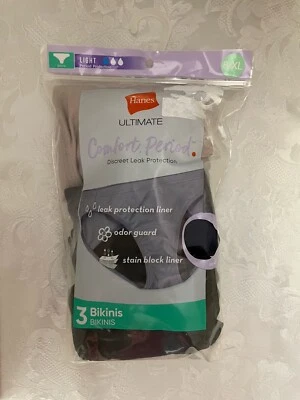 LIGHT
XL
Hanes
ULTIMATE
Comfort, Period.
Discreet Leak Protection
leak protection liner
odor guard
stain block liner
3 Bikinis
BIKINIS